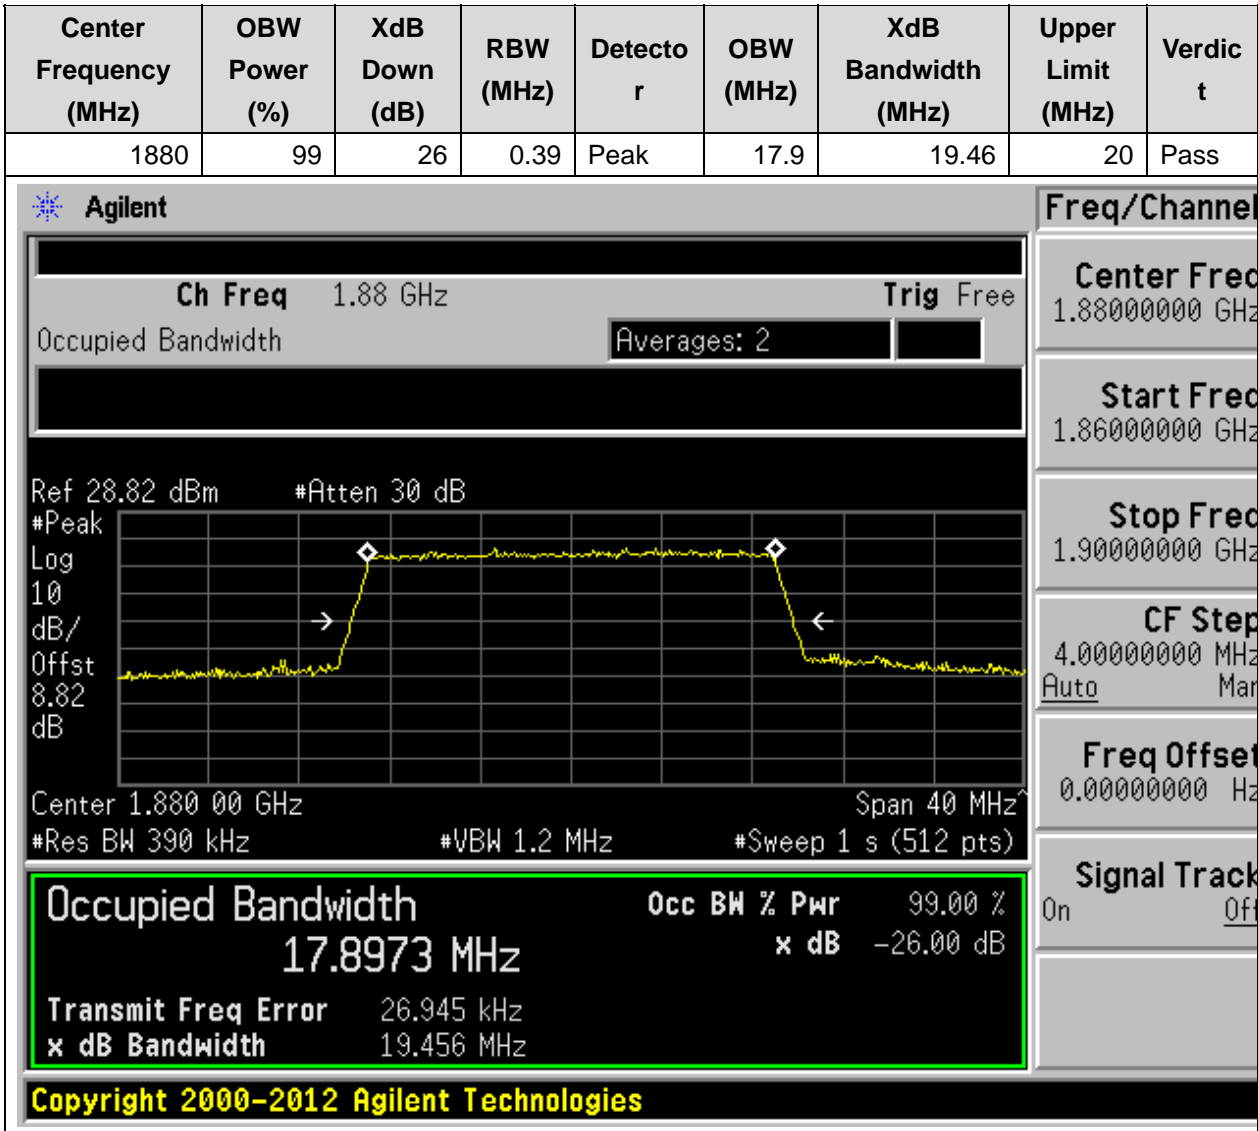 Center Frequency (MHz) OBW Power (%) XdB Down (dB) RBW (MHz) Detecto r OBW (MHz) XdB Bandwidth (MHz) Upper Limit (MHz) Verdic t
1880 99 26 0.39 Peak 17.9 19.46 20 Pass
Agilent
Freq/Channel
Ch Freq 1.88 GHz Trig Free
Occupied Bandwidth Averages: 2
Center Freq
1.88000000 GHz
Start Freq
1.86000000 GHz
Stop Freq
1.90000000 GHz
CF Step
4.00000000 MHz
Auto Man
Freq Offset
0.00000000 Hz
Signal Track
On Off
Ref 28.82 dBm #Atten 30 dB
#Peak
Log
10
dB/
Offst
8.82
dB
Center 1.880 00 GHz Span 40 MHz^
#Res BW 390 kHz #VBW 1.2 MHz #Sweep 1 s (512 pts)
Occupied Bandwidth Occ BW % Pwr 99.00 %
17.8973 MHz x dB -26.00 dB
Transmit Freq Error 26.945 kHz
x dB Bandwidth 19.456 MHz
Copyright 2000-2012 Agilent Technologies